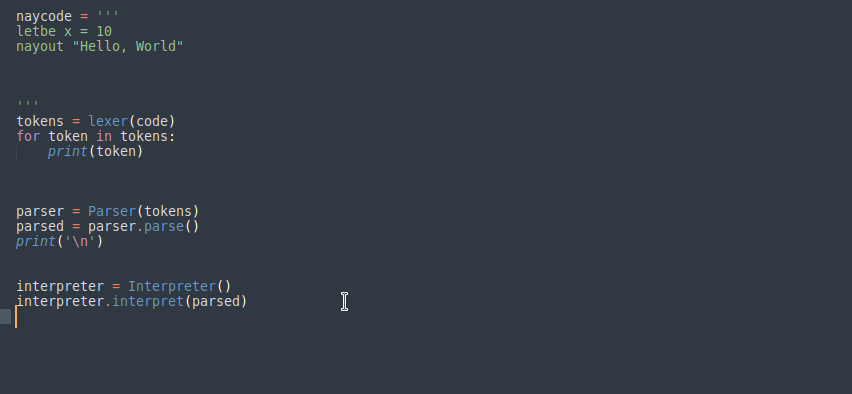 naycode = '''
letbe x = 10
nayout "Hello, World"
'''
tokens = lexer(code)
for token in tokens:
    print(token)
parser = Parser(tokens)
parsed = parser.parse()
print('\n')
interpreter = Interpreter()
interpreter.interpret(parsed)